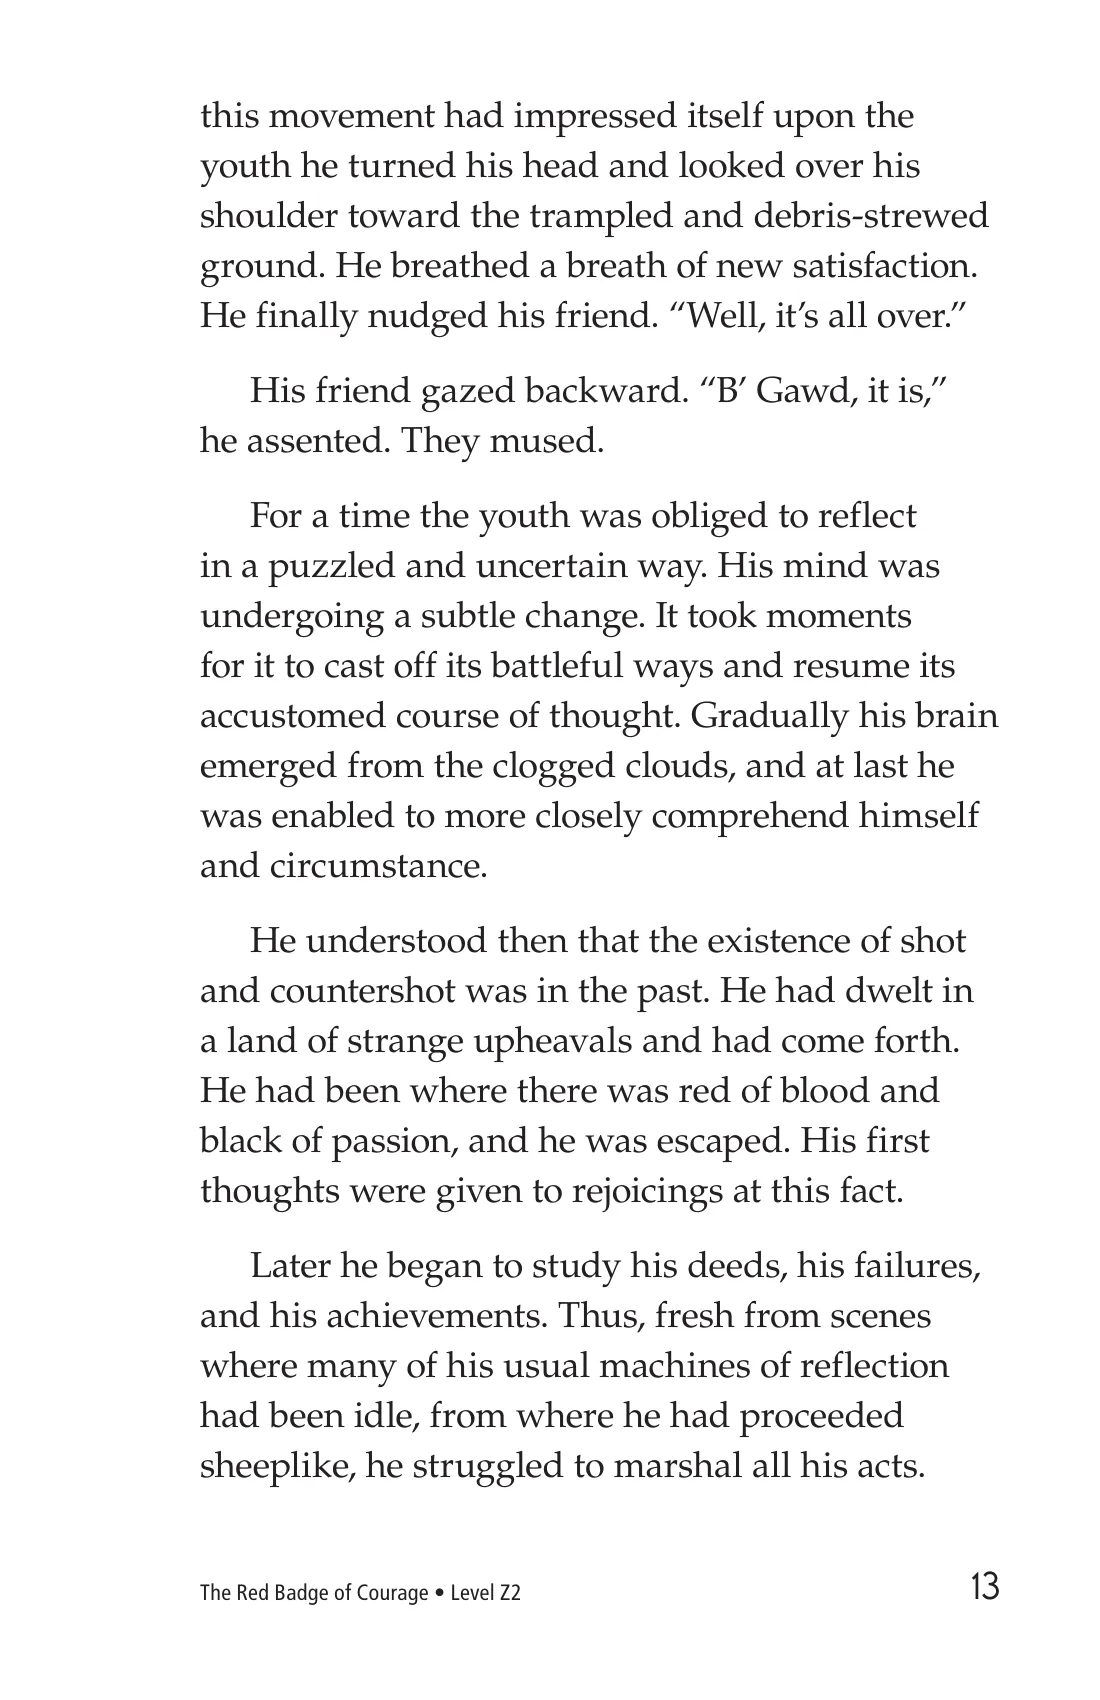 this movement had impressed itself upon the
youth he turned his head and looked over his
shoulder toward the trampled and debris-strewed
ground. He breathed a breath of new satisfaction.
He finally nudged his friend. “Well, it’s all over.”
His friend gazed backward. “B’ Gawd, it is,”
he assented. They mused.
For a time the youth was obliged to reflect
in a puzzled and uncertain way. His mind was
undergoing a subtle change. It took moments
for it to cast off its battleful ways and resume its
accustomed course of thought. Gradually his brain
emerged from the clogged clouds, and at last he
was enabled to more closely comprehend himself
and circumstance.
He understood then that the existence of shot
and countershot was in the past. He had dwelt in
a land of strange upheavals and had come forth.
He had been where there was red of blood and
black of passion, and he was escaped. His first
thoughts were given to rejoicings at this fact.
Later he began to study his deeds, his failures,
and his achievements. Thus, fresh from scenes
where many of his usual machines of reflection
had been idle, from where he had proceeded
sheeplike, he struggled to marshal all his acts.
The Red Badge of Courage • Level Z2
13